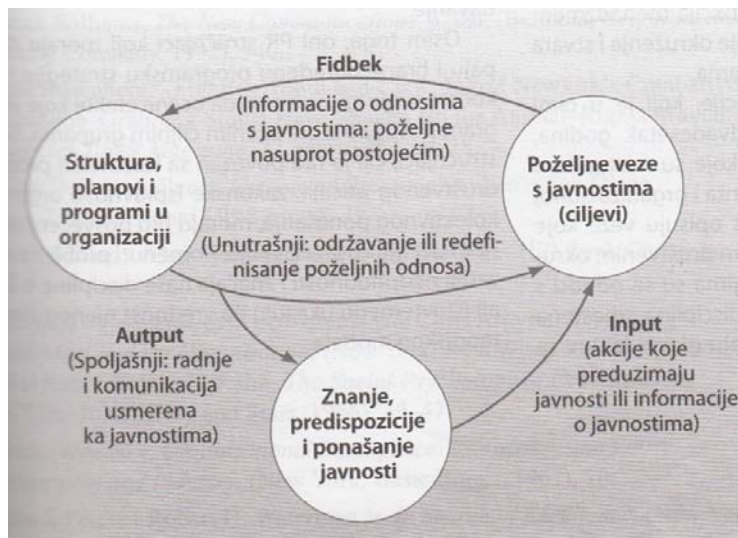 Fidbek
(Informacije o odnosima
s javnostima: poželjne
nasuprot postojećim)
Struktura,
planovi i
programi u
organizaciji
Poželjne veze
s javnostima
(ciljevi)
(Unutrašnji: održavanje ili redefi-
nisanje poželjnih odnosa)
Autput
(Spoljašnji: radnje
i komunikacija
usmerena
ka javnostima)
Znanje,
predispozicije
i ponašanje
javnosti
Input
(akcije koje
preduzimaju
javnosti ili informacije
o javnostima)